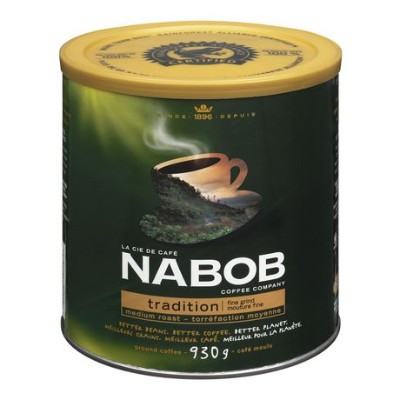 CERTIFIED
SINCE · 1896 · DEPUIS
LA CIE DE CAFÉ
NABOB
COFFEE COMPANY
tradition
fine grind
mouture fine
medium roast – torréfaction moyenne
BETTER BEANS. BETTER COFFEE. BETTER PLANET.
MEILLEURS GRAINS. MEILLEUR CAFÉ. MEILLEUR POUR LA PLANÈTE.
ground coffee – 930 g – café moulu